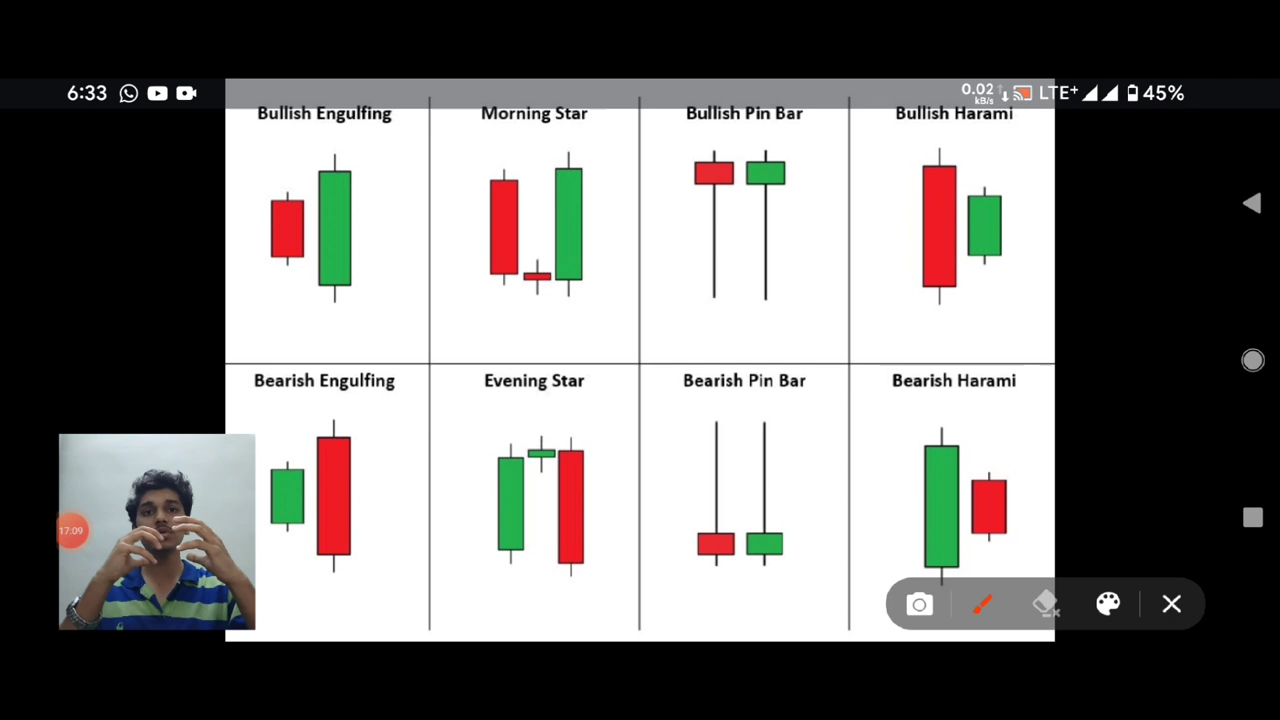 6:33
0.02
kB/s
LTE+
45%
Bullish Engulfing
Morning Star
Bullish Pin Bar
Bullish Harami
Bearish Engulfing
Evening Star
Bearish Pin Bar
Bearish Harami
17:09